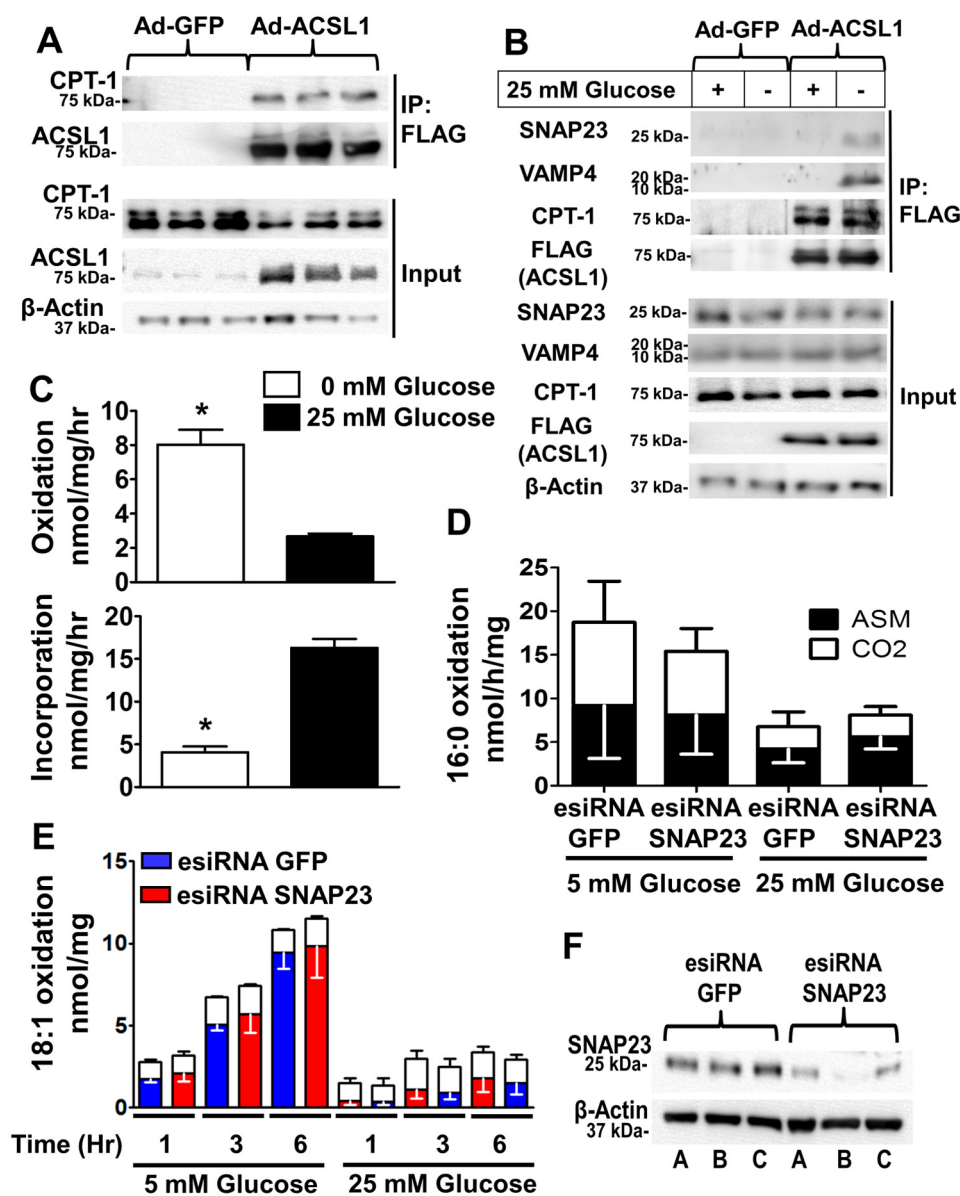 A
Ad-GFP Ad-ACSL1
CPT-1
75 kDa-
ACSL1
75 kDa-
IP:
FLAG
CPT-1
75 kDa-
ACSL1
75 kDa-
β-Actin
37 kDa-
Input
B
Ad-GFP Ad-ACSL1
25 mM Glucose + - + -
SNAP23 25 kDa-
VAMP4 20 kDa-
10 kDa-
CPT-1 75 kDa-
FLAG
(ACSL1) 75 kDa-
IP:
FLAG
SNAP23 25 kDa-
VAMP4 20 kDa-
10 kDa-
CPT-1 75 kDa-
FLAG
(ACSL1) 75 kDa-
β-Actin 37 kDa-
Input
C
0 mM Glucose
25 mM Glucose
Oxidation
nmol/mg/hr
10
8
6
4
2
0
*
Incorporation
nmol/mg/hr
20
15
10
5
0
*
D
16:0 oxidation
nmol/h/mg
25
20
15
10
5
0
ASM
CO2
esiRNA esiRNA esiRNA esiRNA
GFP SNAP23 GFP SNAP23
5 mM Glucose 25 mM Glucose
E
18:1 oxidation
nmol/mg
15
10
5
0
esiRNA GFP
esiRNA SNAP23
Time (Hr) 1 3 6 1 3 6
5 mM Glucose 25 mM Glucose
F
esiRNA esiRNA
GFP SNAP23
SNAP23
25 kDa-
β-Actin
37 kDa-
A B C A B C